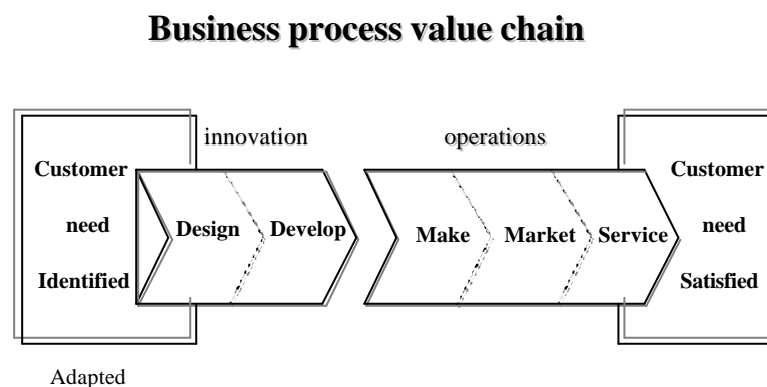 Business process value chain
innovation
operations
Customer
need
Identified
Design
Develop
Make
Market
Service
Customer
need
Satisfied
Adapted